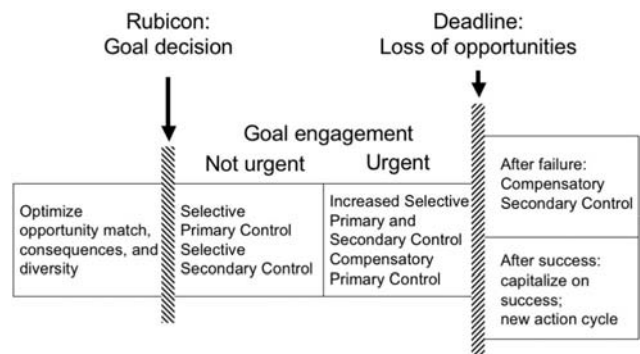 Rubicon:
Goal decision
Deadline:
Loss of opportunities
Goal engagement
Not urgent
Urgent
Optimize
opportunity match,
consequences, and
diversity
Selective
Primary Control
Selective
Secondary Control
Increased Selective
Primary and
Secondary Control
Compensatory
Primary Control
After failure:
Compensatory
Secondary Control
After success:
capitalize on
success;
new action cycle